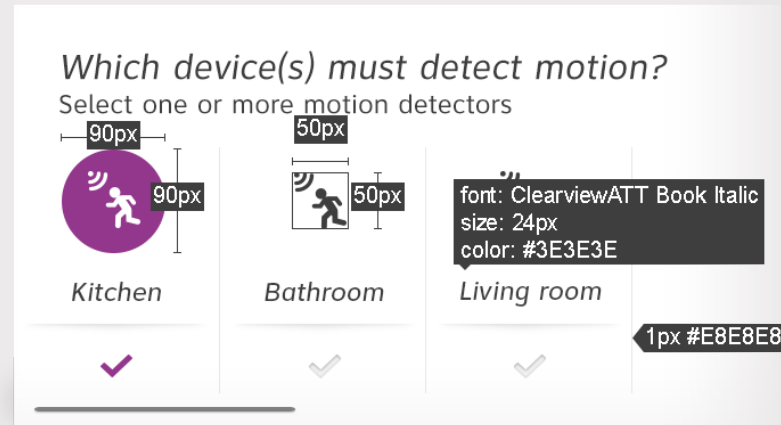 Which device(s) must detect motion?
Select one or more motion detectors
90px
50px
90px
50px
font: ClearviewATT Book Italic
size: 24px
color: #3E3E3E
Kitchen
Bathroom
Living room
1px #E8E8E8